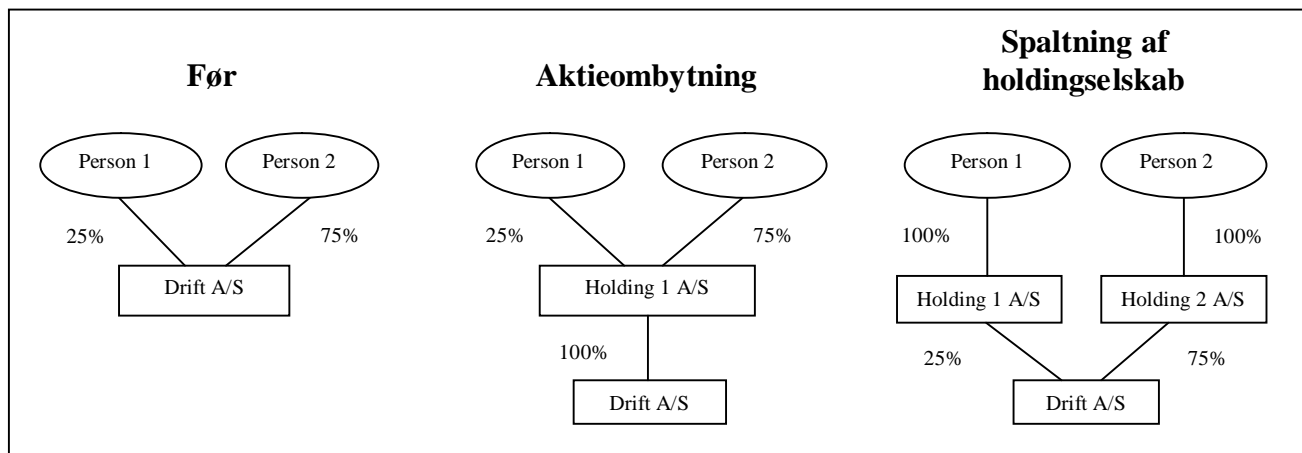 Før
Person 1
Person 2
25%
75%
Drift A/S
Aktieombytning
Person 1
Person 2
25%
75%
Holding 1 A/S
100%
Drift A/S
Spaltning af
holdingselskab
Person 1
Person 2
100%
100%
Holding 1 A/S
Holding 2 A/S
25%
75%
Drift A/S